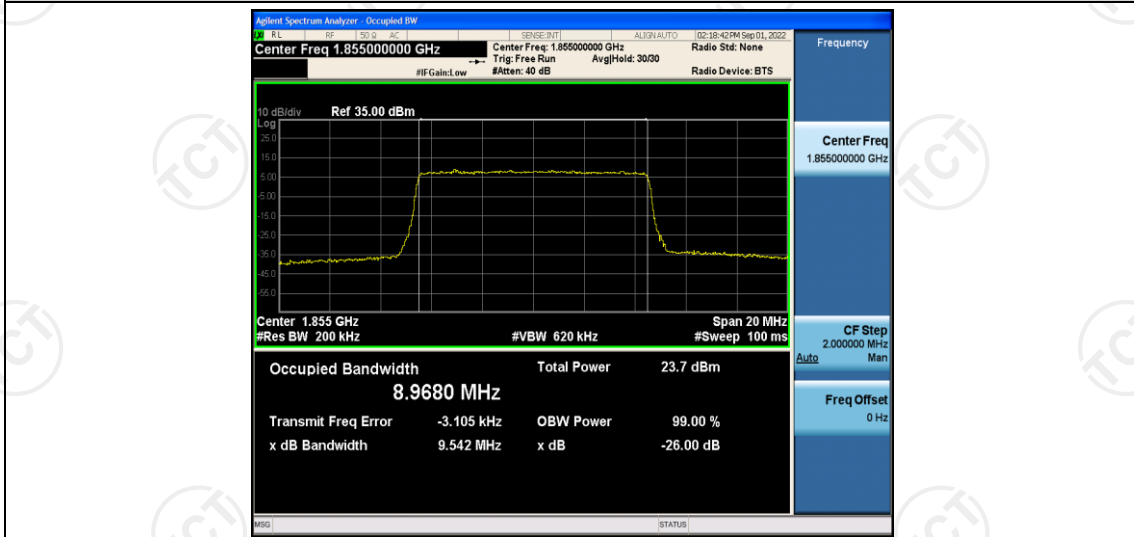 Agilent Spectrum Analyzer - Occupied BW
LXI RL RF 50 Ω AC SENSE:INT ALIGN AUTO 02:18:42 PM Sep 01, 2022
Center Freq 1.855000000 GHz Center Freq: 1.855000000 GHz Radio Std: None Frequency
Trig: Free Run Avg|Hold: 30/30
#IFGain:Low #Atten: 40 dB Radio Device: BTS
10 dB/div Ref 35.00 dBm
Log
25.0
15.0
5.00
-5.00
-15.0
-25.0
-35.0
-45.0
-55.0
Center Freq
1.855000000 GHz
Center 1.855 GHz Span 20 MHz
#Res BW 200 kHz #VBW 620 kHz #Sweep 100 ms
CF Step
2.000000 MHz
Auto Man
Occupied Bandwidth Total Power 23.7 dBm
8.9680 MHz
Freq Offset
0 Hz
Transmit Freq Error -3.105 kHz OBW Power 99.00 %
x dB Bandwidth 9.542 MHz x dB -26.00 dB
MSG STATUS
TCT
TCT
TCT
TCT
TCT
TCT